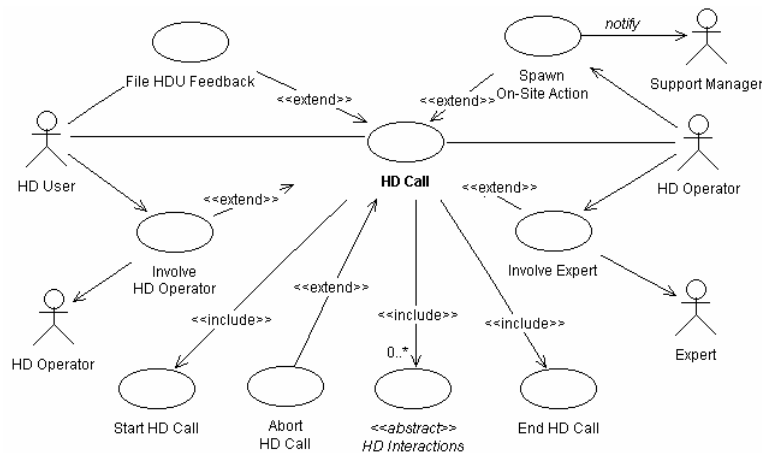 notify
File HDU Feedback
Spawn
On-Site Action
Support Manager
<<extend>>
<<extend>>
HD User
HD Call
HD Operator
<<extend>>
<<extend>>
Involve
HD Operator
Involve Expert
<<extend>>
<<include>>
<<include>>
<<include>>
HD Operator
0..*
Expert
Start HD Call
Abort
HD Call
<<abstract>>
HD Interactions
End HD Call